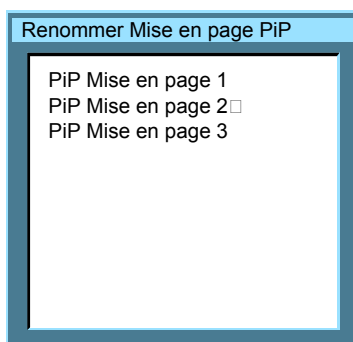 Renommer Mise en page PiP
PiP Mise en page 1
PiP Mise en page 2□
PiP Mise en page 3